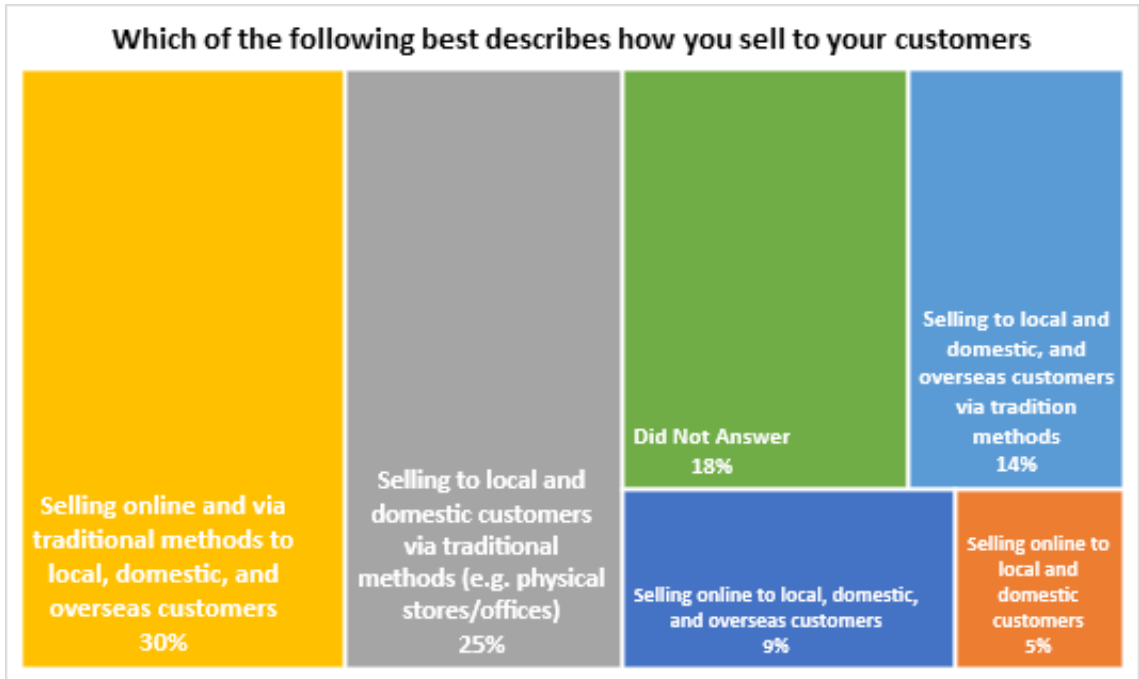 Which of the following best describes how you sell to your customers
Selling online and via
traditional methods to
local, domestic, and
overseas customers
30%
Selling to local and
domestic customers
via traditional
methods (e.g. physical
stores/offices)
25%
Did Not Answer
18%
Selling to local and
domestic, and
overseas customers
via tradition
methods
14%
Selling online to local, domestic,
and overseas customers
9%
Selling online to
local and
domestic
customers
5%